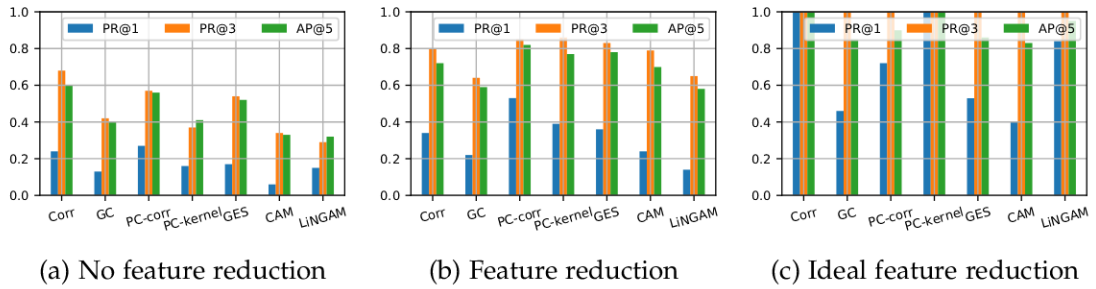 PR@1 PR@3 AP@5
1.0
0.8
0.6
0.4
0.2
0.0
Corr GC PC-corr PC-kernel GES CAM LiNGAM
(a) No feature reduction
PR@1 PR@3 AP@5
1.0
0.8
0.6
0.4
0.2
0.0
Corr GC PC-corr PC-kernel GES CAM LiNGAM
(b) Feature reduction
PR@1 PR@3 AP@5
1.0
0.8
0.6
0.4
0.2
0.0
Corr GC PC-corr PC-kernel GES CAM LiNGAM
(c) Ideal feature reduction